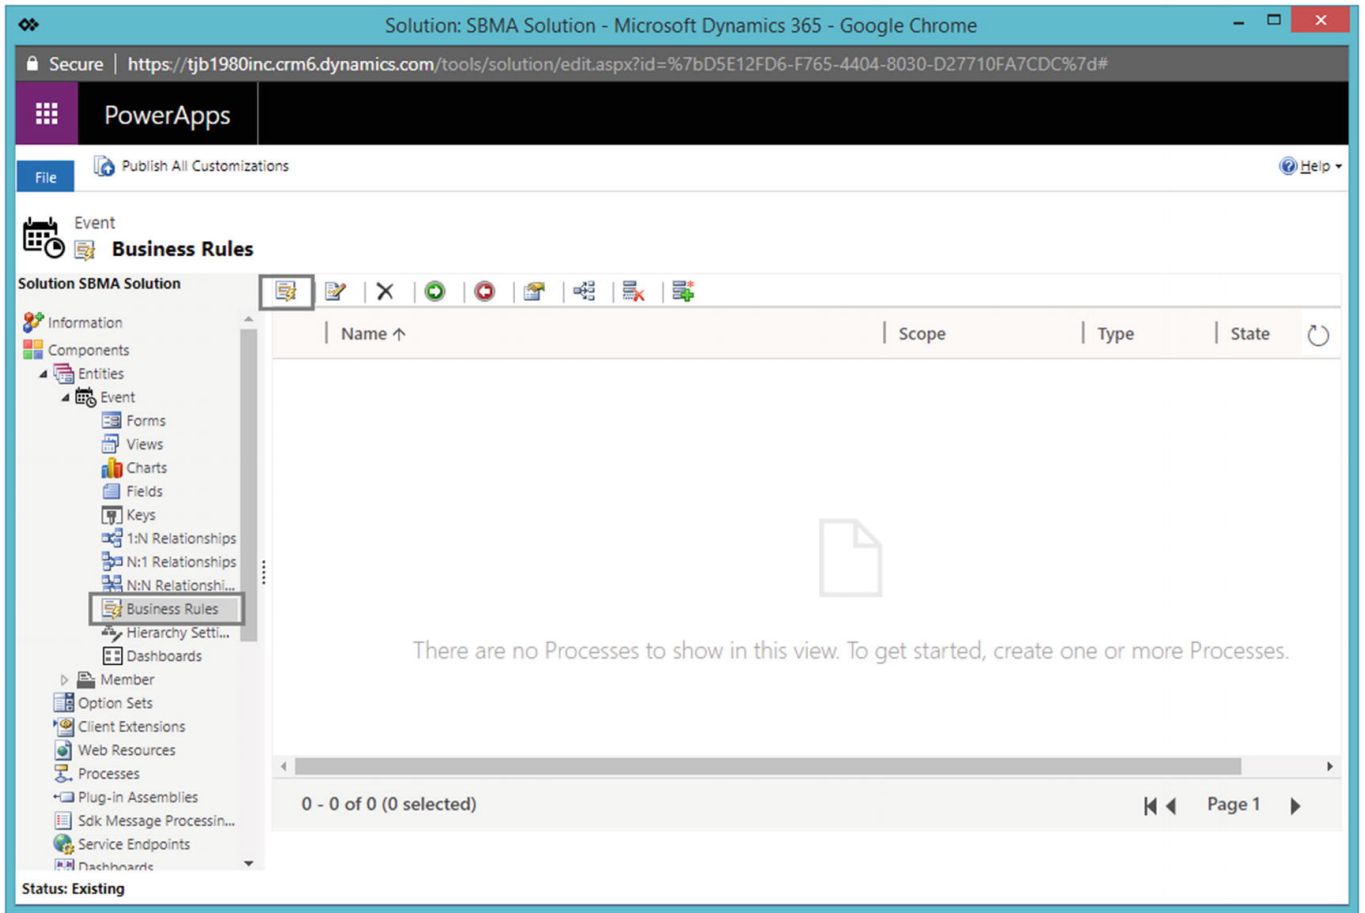 Solution: SBMA Solution - Microsoft Dynamics 365 - Google Chrome
Secure | https://tjb1980inc.crm6.dynamics.com/tools/solution/edit.aspx?id=%7bD5E12FD6-F765-4404-8030-D27710FA7CDC%7d#
PowerApps
File
Publish All Customizations
Help
Event
Business Rules
Solution SBMA Solution
Information
Components
Entities
Event
Forms
Views
Charts
Fields
Keys
1:N Relationships
N:1 Relationships
N:N Relationshi...
Business Rules
Hierarchy Setti...
Dashboards
Member
Option Sets
Client Extensions
Web Resources
Processes
Plug-in Assemblies
Sdk Message Processin...
Service Endpoints
Dashboards
Name Scope Type State
There are no Processes to show in this view. To get started, create one or more Processes.
0 - 0 of 0 (0 selected)
Page 1
Status: Existing